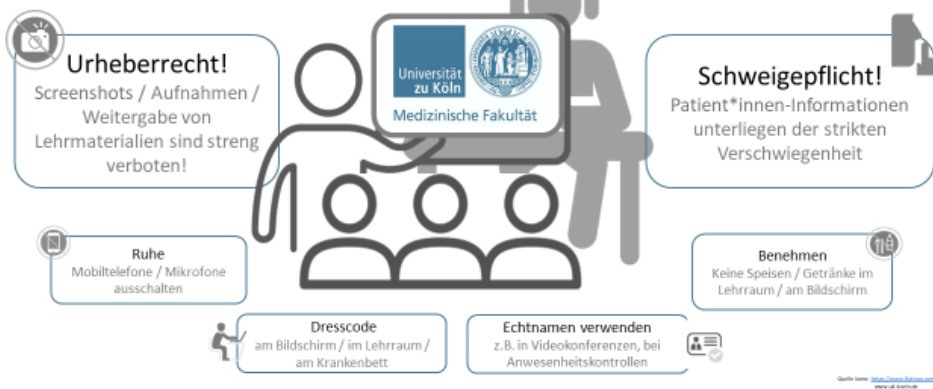 Urheberrecht!
Screenshots / Aufnahmen /
Weitergabe von
Lehrmaterialien sind streng
verboten!
Universität
zu Köln
Medizinische Fakultät
Schweigepflicht!
Patient*innen-Informationen
unterliegen der strikten
Verschwiegenheit
Ruhe
Mobiltelefone / Mikrofone
ausschalten
Benehmen
Keine Speisen / Getränke im
Lehrraum / am Bildschirm
Dresscode
am Bildschirm / im Lehrraum /
am Krankenbett
Echtnamen verwenden
z.B. in Videokonferenzen, bei
Anwesenheitskontrollen
Quelle Icons: